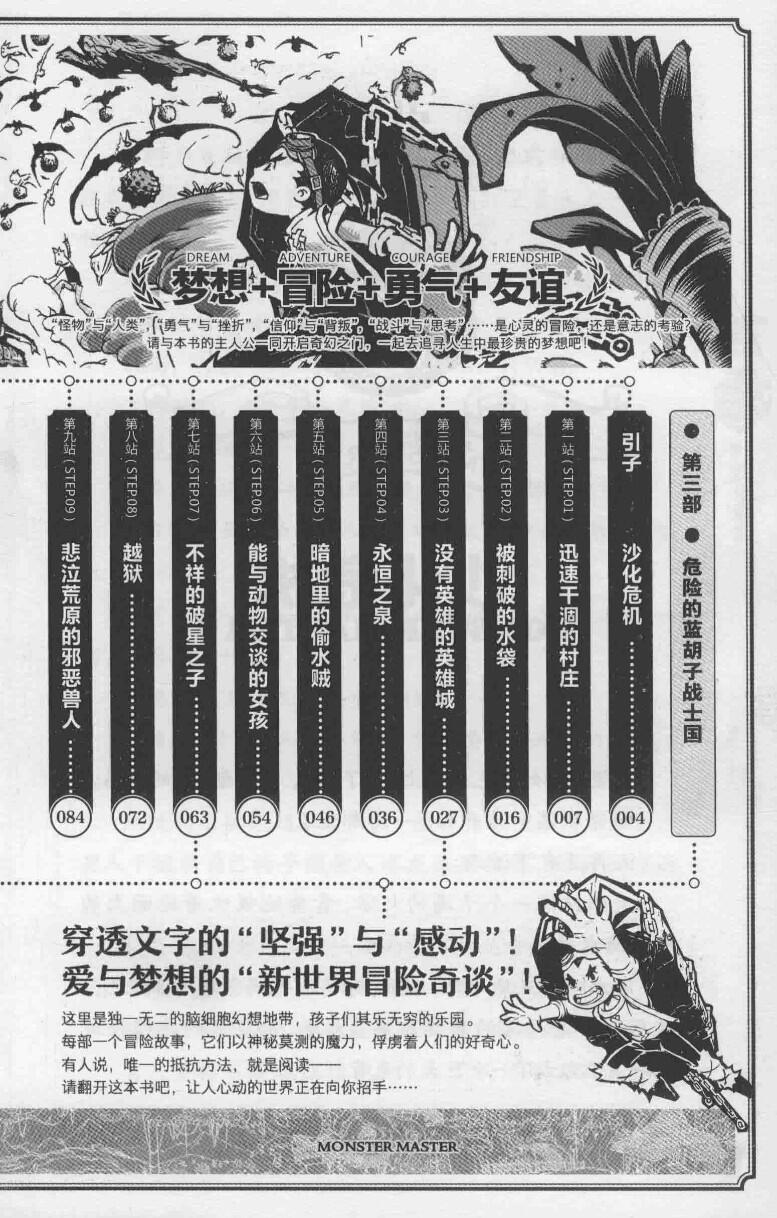 DREAM ADVENTURE COURAGE FRIENDSHIP
梦想+冒险+勇气+友谊
“怪物”与“人类”，“勇气”与“挫折”，“信仰”与“背叛”，“战斗”与“思考”……是心灵的冒险，还是意志的考验？
请与本书的主人公一同开启奇幻之门，一起去追寻人生中最珍贵的梦想吧！
● 第三部 ● 危险的蓝胡子战士国
引子 沙化危机 …………… 004
第一站（STEP01） 迅速干涸的村庄 …………… 007
第二站（STEP02） 被刺破的水袋 …………… 016
第三站（STEP03） 没有英雄的英雄城 …………… 027
第四站（STEP04） 永恒之泉 …………… 036
第五站（STEP05） 暗地里的偷水贼 …………… 046
第六站（STEP06） 能与动物交谈的女孩 …………… 054
第七站（STEP07） 不祥的破星之子 …………… 063
第八站（STEP08） 越狱 …………… 072
第九站（STEP09） 悲泣荒原的邪恶兽人 …………… 084
穿透文字的“坚强”与“感动”！
爱与梦想的“新世界冒险奇谈”！
这里是独一无二的脑细胞幻想地带，孩子们其乐无穷的乐园。
每部一个冒险故事，它们以神秘莫测的魔力，俘虏着人们的好奇心。
有人说，唯一的抵抗方法，就是阅读——
请翻开这本书吧，让人心动的世界正在向你招手……
MONSTER MASTER